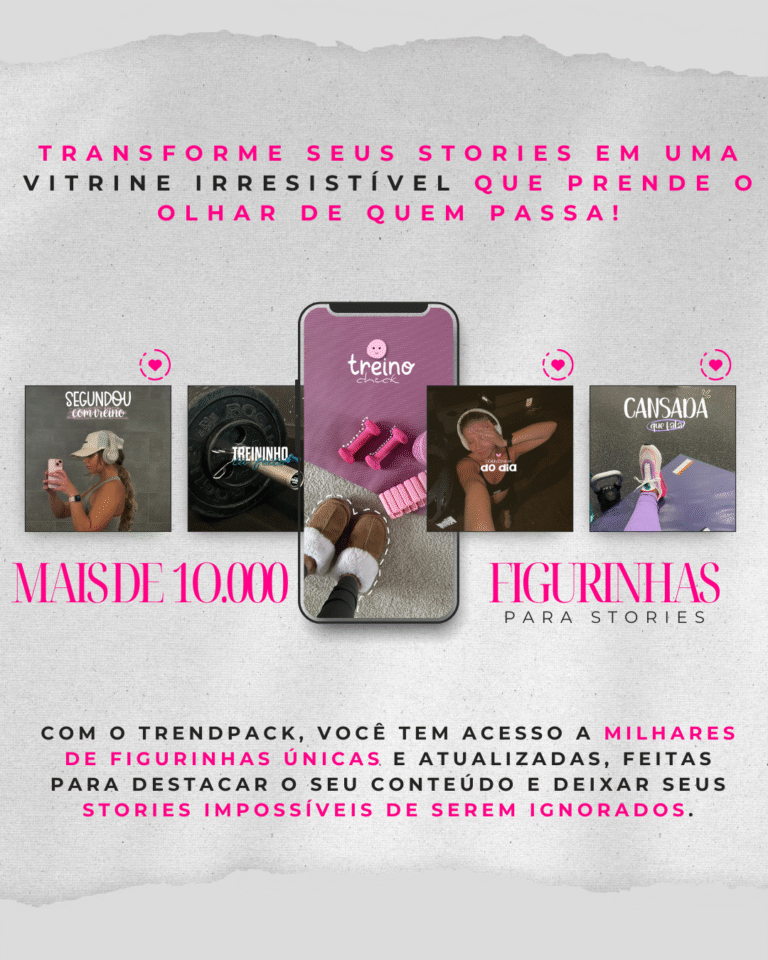 TRANSFORME SEUS STORIES EM UMA
VITRINE IRRESISTÍVEL QUE PRENDE O
OLHAR DE QUEM PASSA!
treino
check
SEGUNDOU
com treino
TREININHO
do dia
CANSADA
que fala?
MAIS DE 10.000
FIGURINHAS
PARA STORIES
COM O TRENDPACK, VOCÊ TEM ACESSO A MILHARES
DE FIGURINHAS ÚNICAS E ATUALIZADAS, FEITAS
PARA DESTACAR O SEU CONTEÚDO E DEIXAR SEUS
STORIES IMPOSSÍVEIS DE SEREM IGNORADOS.